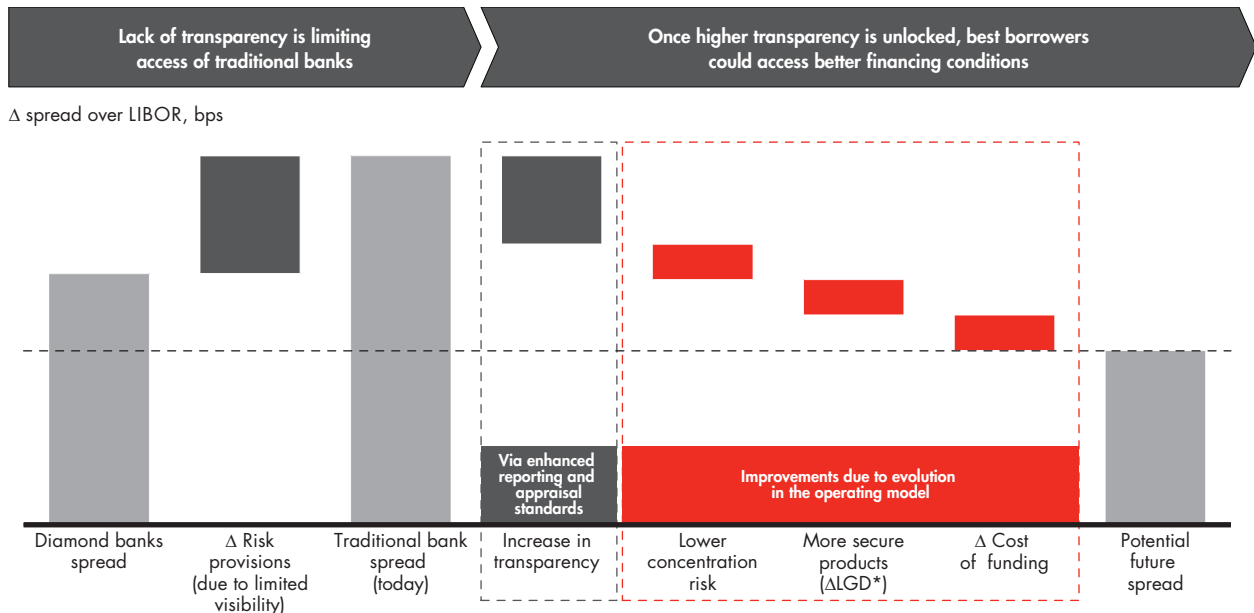 Lack of transparency is limiting
access of traditional banks
Once higher transparency is unlocked, best borrowers
could access better financing conditions
Δ spread over LIBOR, bps
Via enhanced
reporting and
appraisal
standards
Improvements due to evolution
in the operating model
Diamond banks
spread
Δ Risk
provisions
(due to limited
visibility)
Traditional bank
spread
(today)
Increase in
transparency
Lower
concentration
risk
More secure
products
(ΔLGD*)
Δ Cost
of funding
Potential
future
spread